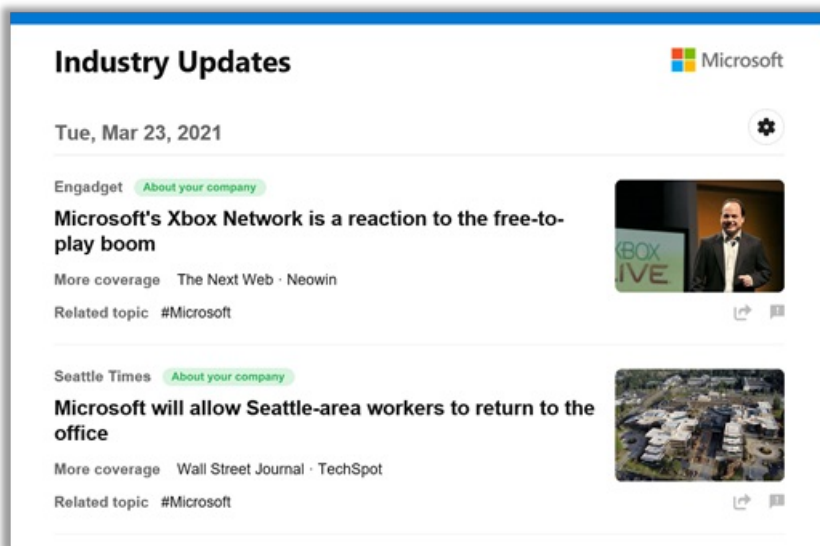 Industry Updates
Microsoft
Tue, Mar 23, 2021
Engadget About your company
Microsoft's Xbox Network is a reaction to the free-to-
play boom
XBOX
LIVE
More coverage The Next Web · Neowin
Related topic #Microsoft
Seattle Times About your company
Microsoft will allow Seattle-area workers to return to the
office
More coverage Wall Street Journal · TechSpot
Related topic #Microsoft